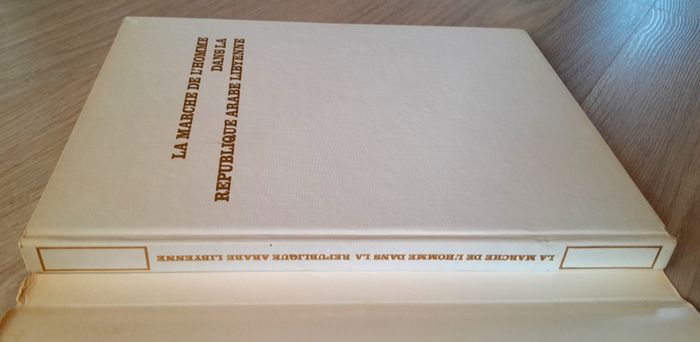 LA MARCHE DE L'HOMME
DANS LA
REPUBLIQUE ARABE LIBYENNE
LA MARCHE DE L'HOMME DANS LA REPUBLIQUE ARABE LIBYENNE